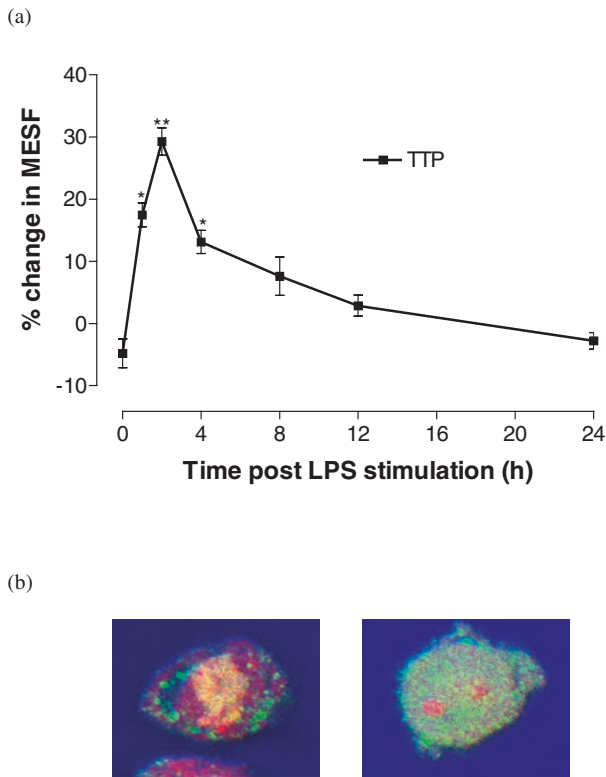 (a)
% change in MESF
40
30
20
10
0
-10
**
*
*
TTP
0 4 8 12 16 20 24
Time post LPS stimulation (h)
(b)